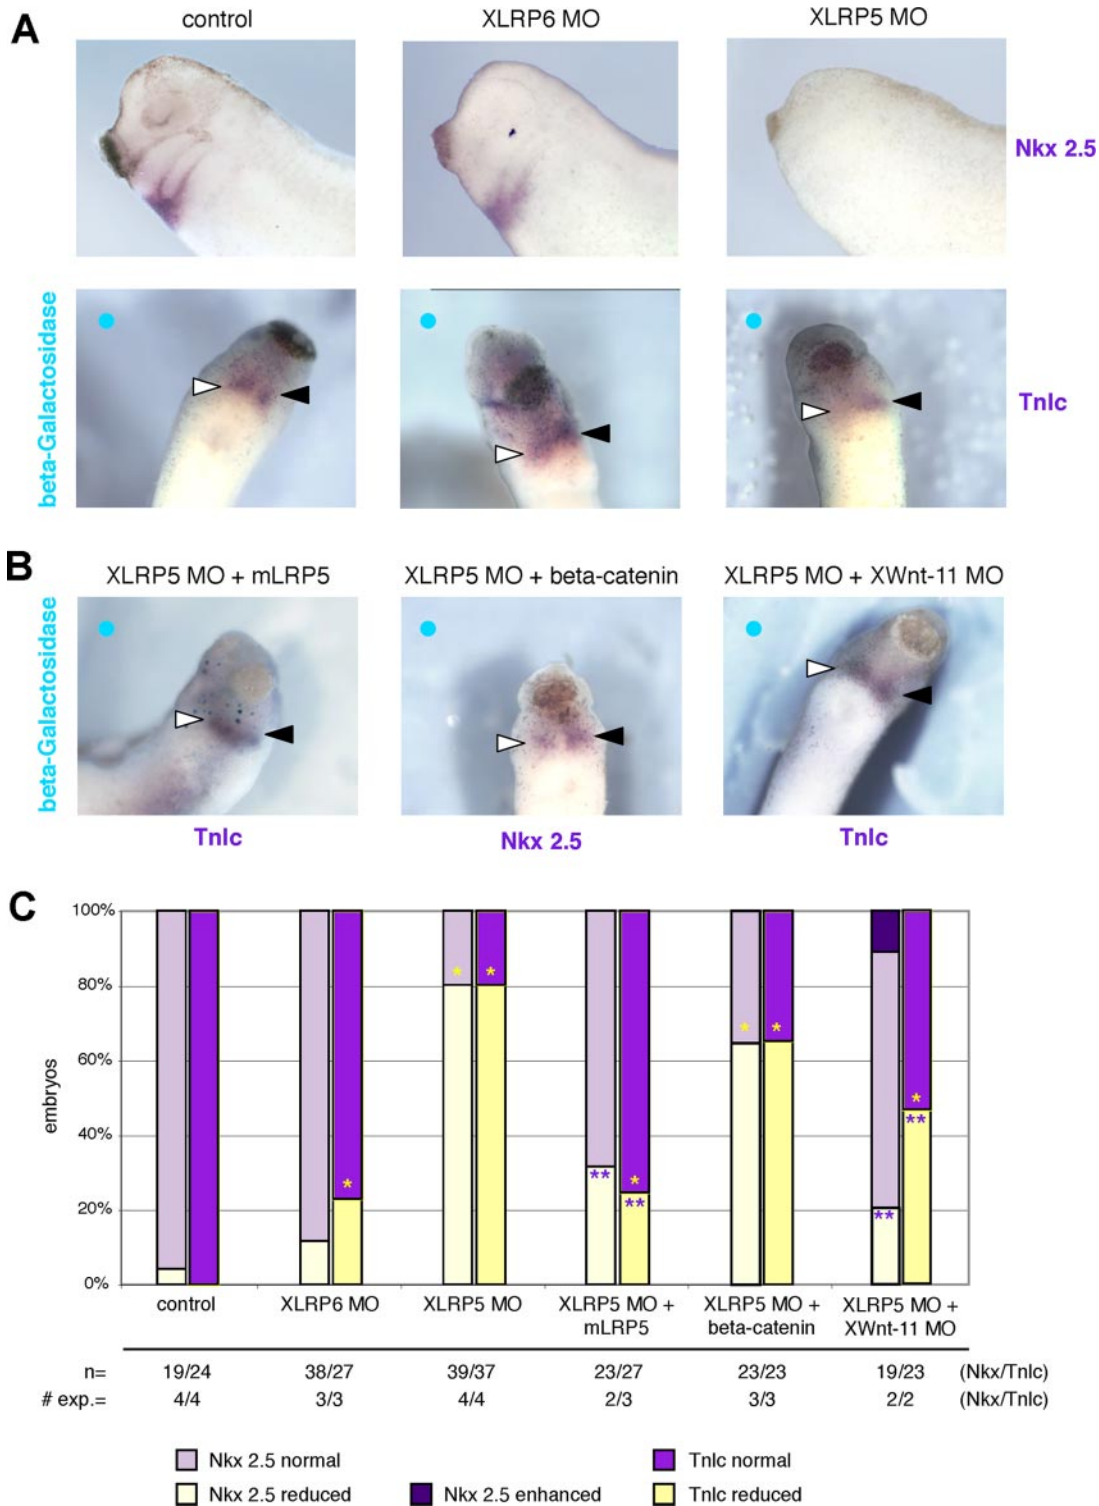 A
control XLRP6 MO XLRP5 MO
Nkx 2.5
beta-Galactosidase
TnIc
B
XLRP5 MO + mLRP5 XLRP5 MO + beta-catenin XLRP5 MO + XWnt-11 MO
beta-Galactosidase
TnIc Nkx 2.5 TnIc
C
100%
80%
60%
40%
20%
0%
embryos
* * * * * * * *
** ** ** **
control XLRP6 MO XLRP5 MO XLRP5 MO + mLRP5 XLRP5 MO + beta-catenin XLRP5 MO + XWnt-11 MO
n= 19/24 38/27 39/37 23/27 23/23 19/23 (Nkx/TnIc)
# exp.= 4/4 3/3 4/4 2/3 3/3 2/2 (Nkx/TnIc)
Nkx 2.5 normal TnIc normal
Nkx 2.5 reduced Nkx 2.5 enhanced TnIc reduced